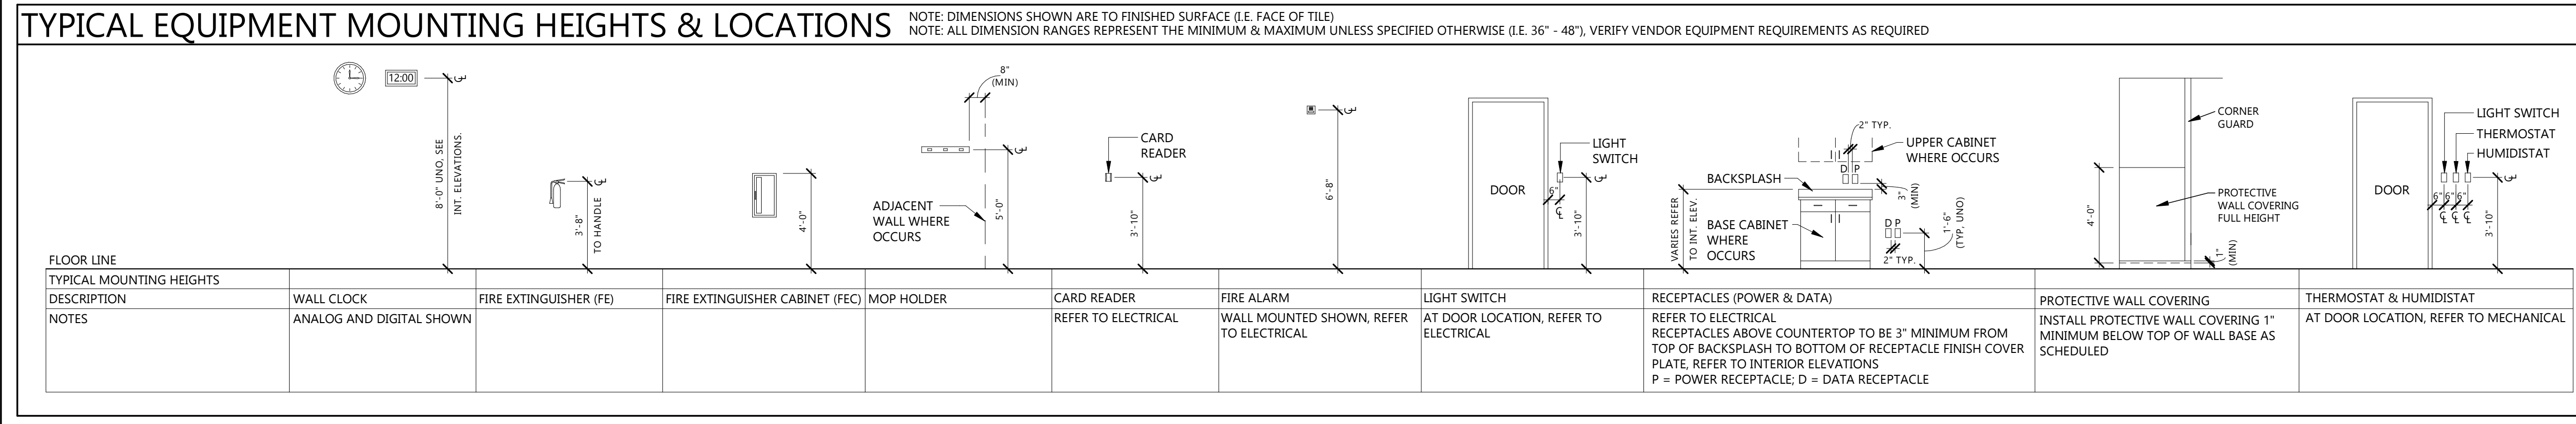 TYPICAL EQUIPMENT MOUNTING HEIGHTS & LOCATIONS
NOTE: DIMENSIONS SHOWN ARE TO FINISHED SURFACE (I.E. FACE OF TILE)
NOTE: ALL DIMENSION RANGES REPRESENT THE MINIMUM & MAXIMUM UNLESS SPECIFIED OTHERWISE (I.E. 36" - 48"), VERIFY VENDOR EQUIPMENT REQUIREMENTS AS REQUIRED
12:00
8'-0" UNO, SEE
INT. ELEVATIONS.
3'-8"
TO HANDLE
4'-0"
8"
(MIN)
ADJACENT
WALL WHERE
OCCURS
5'-0"
CARD
READER
3'-10"
6'-8"
DOOR
LIGHT
SWITCH
6"
3'-10"
VARIES REFER
TO INT. ELEV.
BACKSPLASH
BASE CABINET
WHERE
OCCURS
2" TYP.
UPPER CABINET
WHERE OCCURS
D P
3"
(MIN)
D P
2" TYP.
1'-6"
(TYP, UNO)
4'-0"
CORNER
GUARD
PROTECTIVE
WALL COVERING
FULL HEIGHT
1"
(MIN)
DOOR
LIGHT SWITCH
THERMOSTAT
HUMIDISTAT
6" 6" 6"
3'-10"
FLOOR LINE
TYPICAL MOUNTING HEIGHTS
DESCRIPTION
WALL CLOCK
FIRE EXTINGUISHER (FE)
FIRE EXTINGUISHER CABINET (FEC)
MOP HOLDER
CARD READER
FIRE ALARM
LIGHT SWITCH
RECEPTACLES (POWER & DATA)
PROTECTIVE WALL COVERING
THERMOSTAT & HUMIDISTAT
NOTES
ANALOG AND DIGITAL SHOWN
REFER TO ELECTRICAL
WALL MOUNTED SHOWN, REFER
TO ELECTRICAL
AT DOOR LOCATION, REFER TO
ELECTRICAL
REFER TO ELECTRICAL
RECEPTACLES ABOVE COUNTERTOP TO BE 3" MINIMUM FROM
TOP OF BACKSPLASH TO BOTTOM OF RECEPTACLE FINISH COVER
PLATE, REFER TO INTERIOR ELEVATIONS
P = POWER RECEPTACLE; D = DATA RECEPTACLE
INSTALL PROTECTIVE WALL COVERING 1"
MINIMUM BELOW TOP OF WALL BASE AS
SCHEDULED
AT DOOR LOCATION, REFER TO MECHANICAL